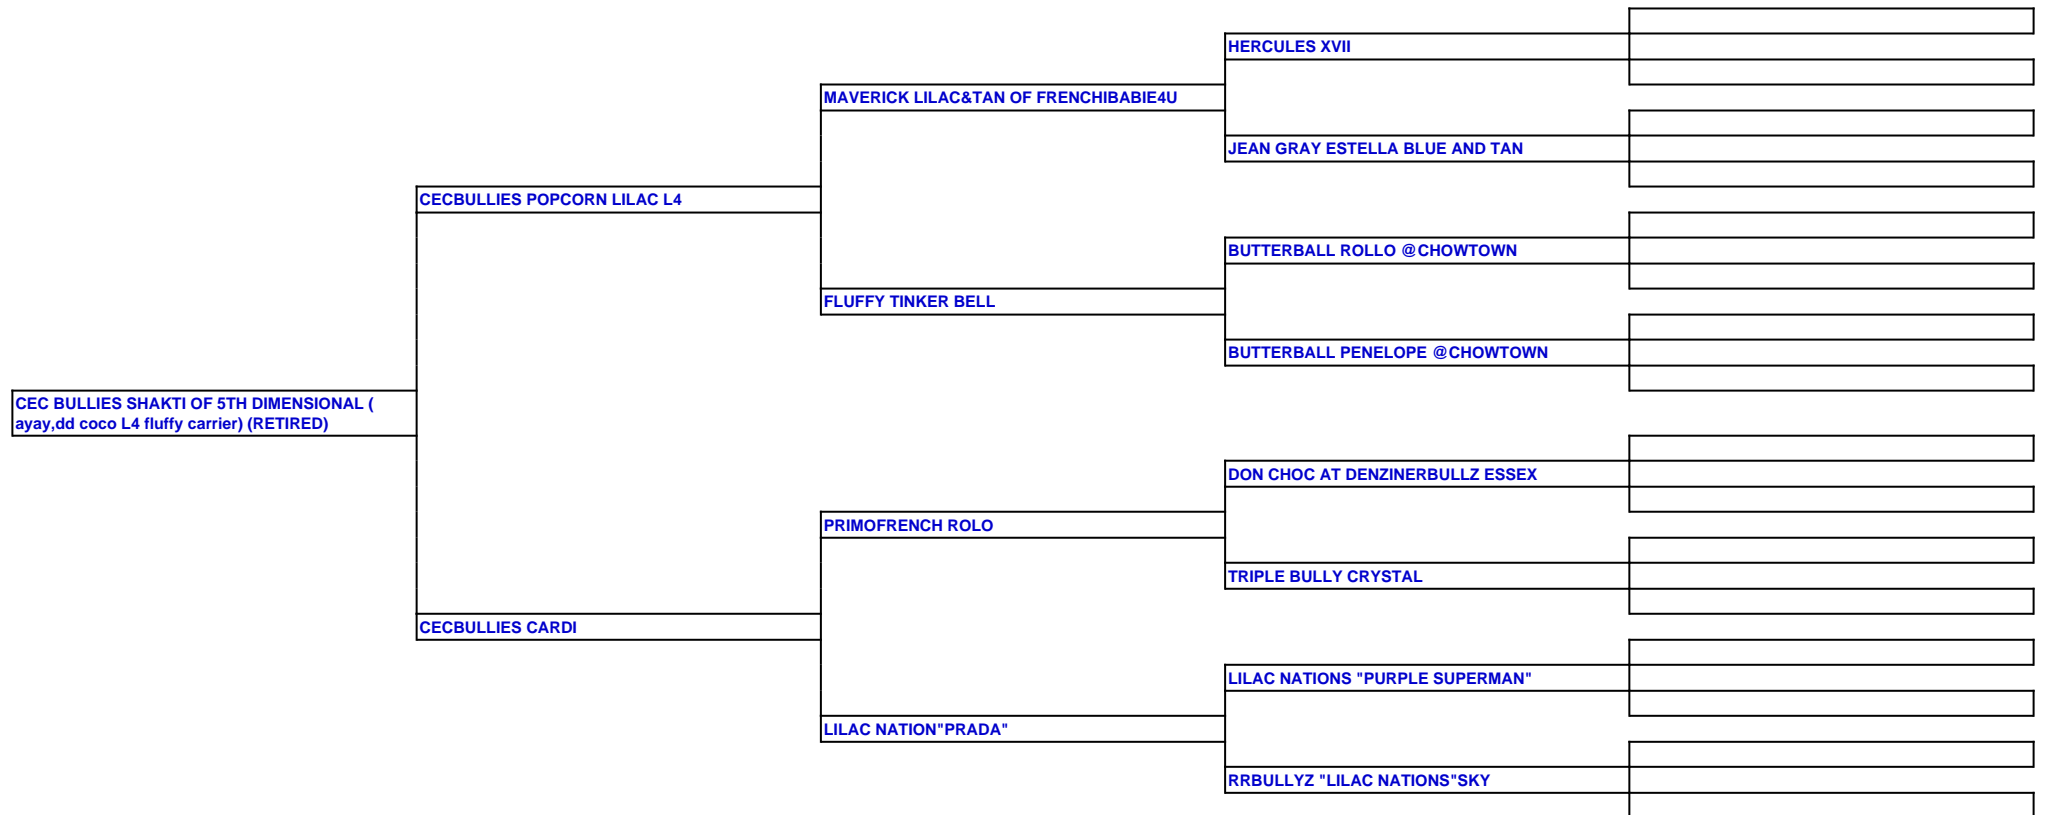 HERCULES XVII
MAVERICK LILAC&TAN OF FRENCHIBABIE4U
JEAN GRAY ESTELLA BLUE AND TAN
CECBULLIES POPCORN LILAC L4
BUTTERBALL ROLLO @CHOWTOWN
FLUFFY TINKER BELL
BUTTERBALL PENELOPE @CHOWTOWN
CEC BULLIES SHAKTI OF 5TH DIMENSIONAL (
ayay,dd coco L4 fluffy carrier) (RETIRED)
DON CHOC AT DENZINERBULLZ ESSEX
PRIMOFRENCH ROLO
TRIPLE BULLY CRYSTAL
CECBULLIES CARDI
LILAC NATIONS "PURPLE SUPERMAN"
LILAC NATION"PRADA"
RRBULLYZ "LILAC NATIONS"SKY